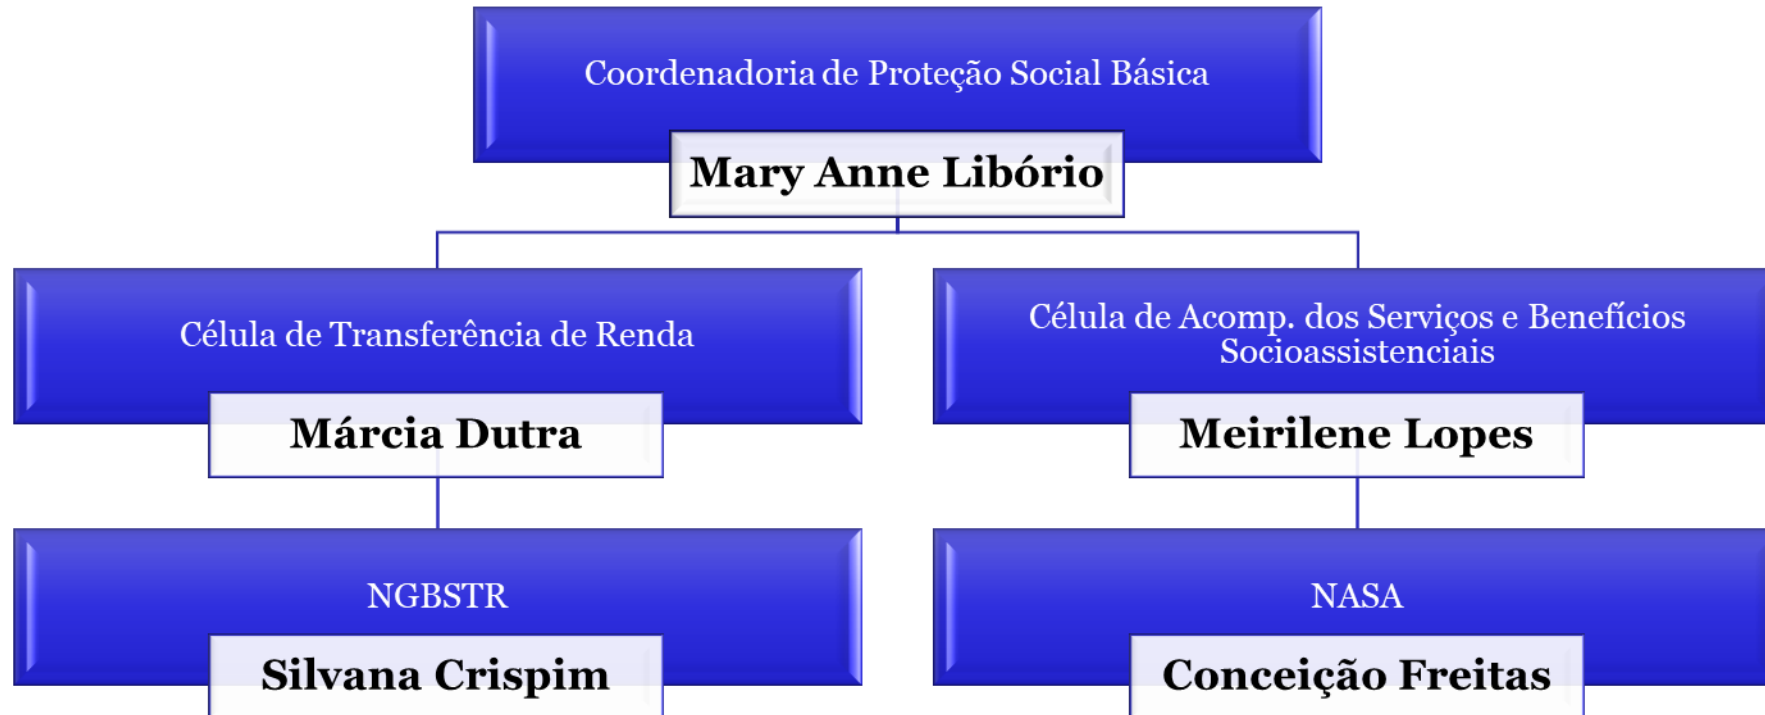 Coordenadoria de Proteção Social Básica
Mary Anne Libório
Célula de Transferência de Renda
Márcia Dutra
Célula de Acomp. dos Serviços e Benefícios
Socioassistenciais
Meirilene Lopes
NGBSTR
Silvana Crispim
NASA
Conceição Freitas